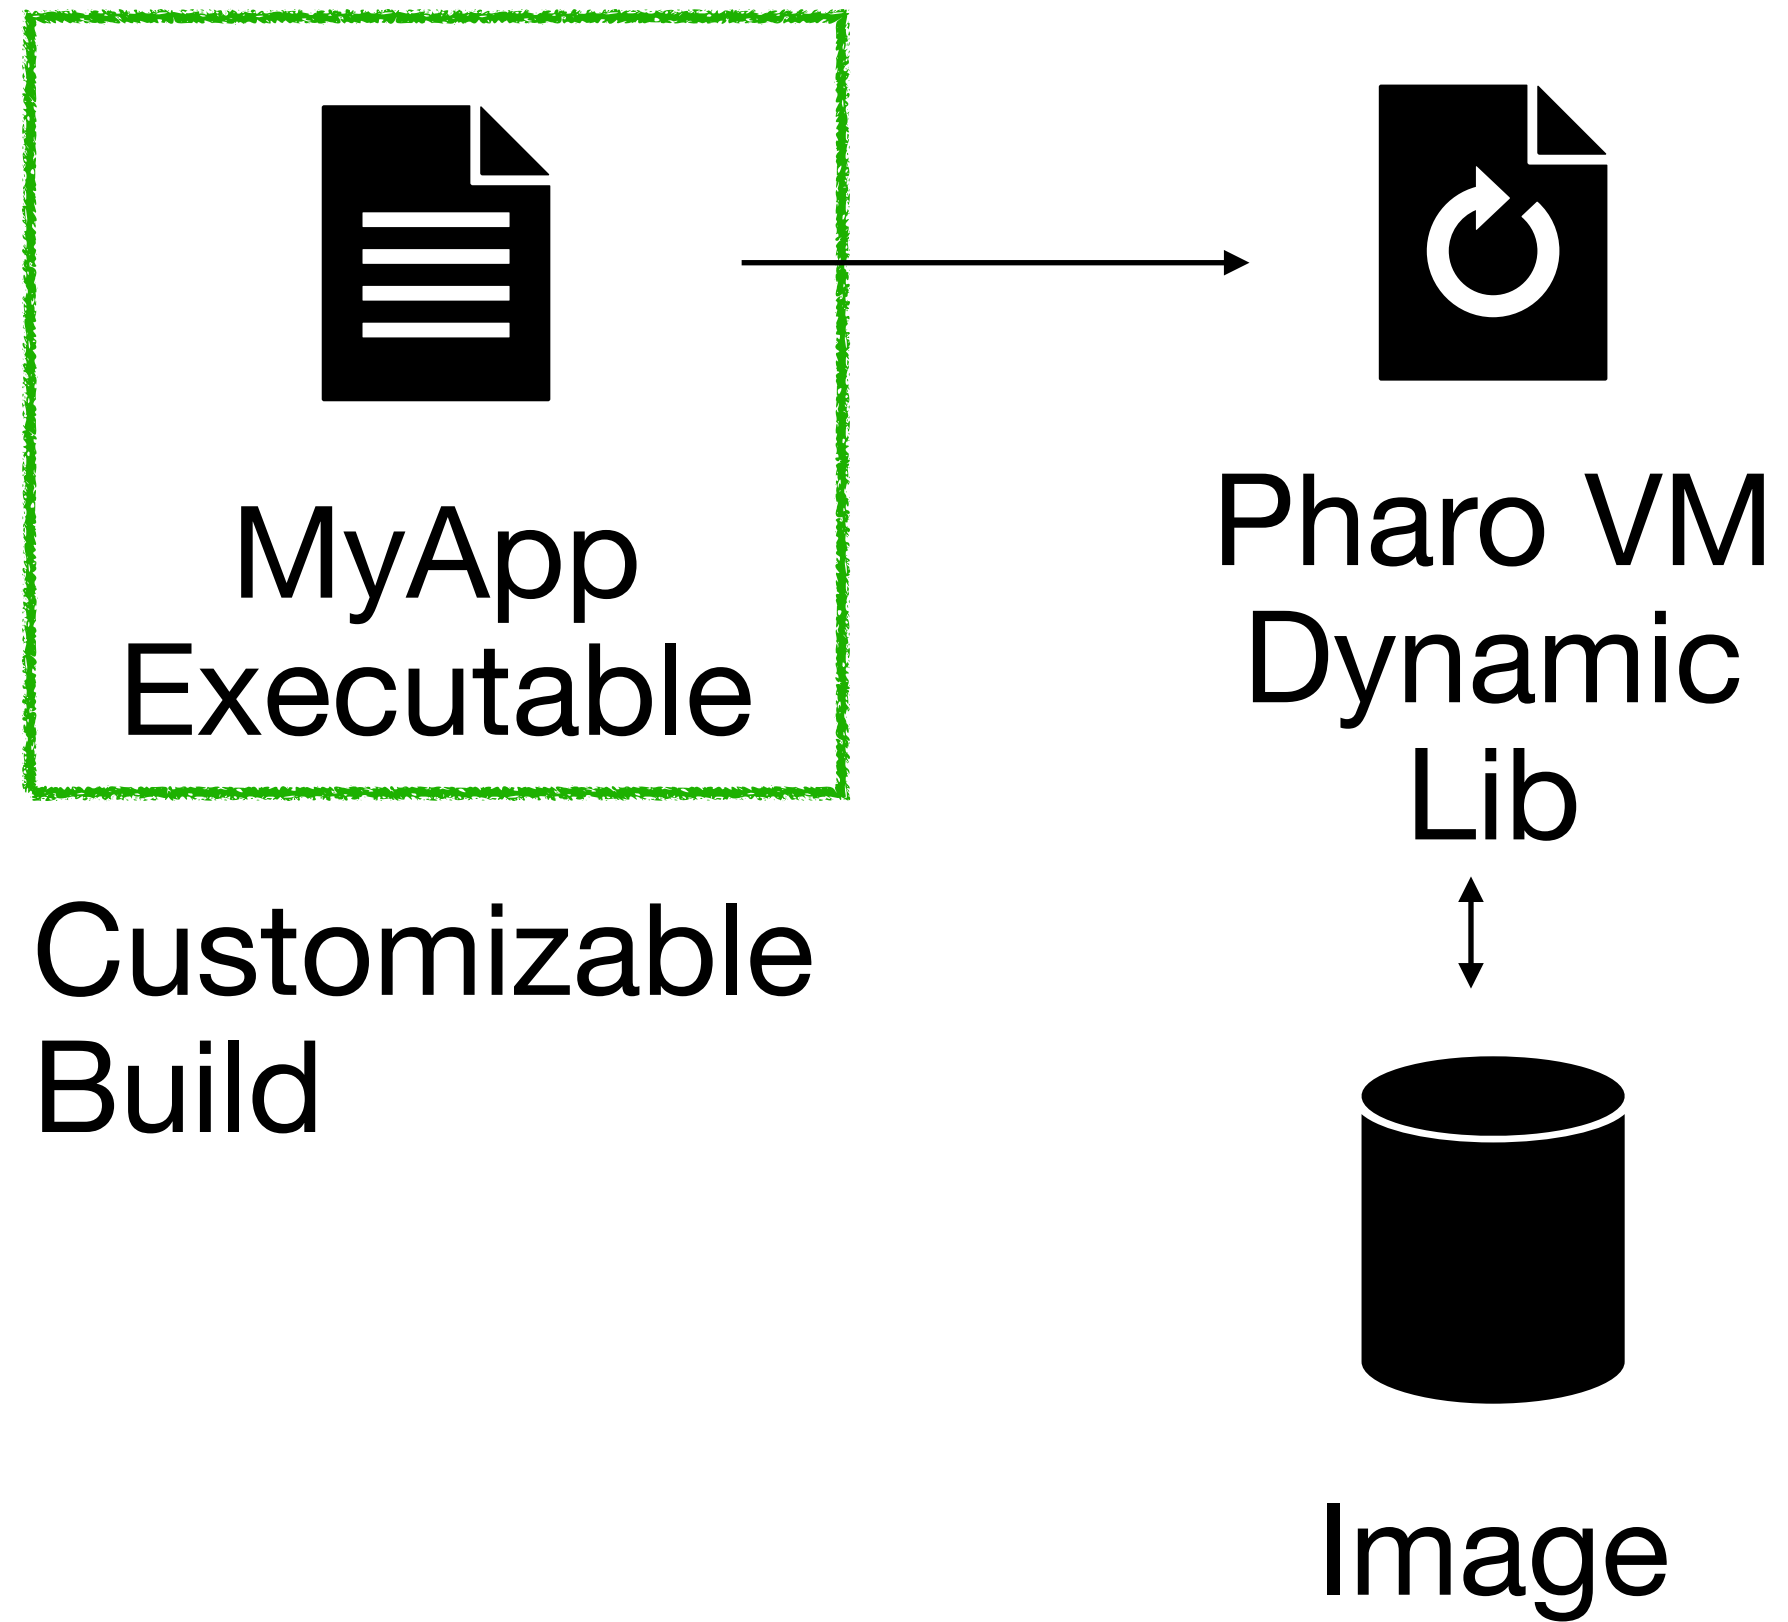 MyApp
Executable
Customizable
Build
Pharo VM
Dynamic
Lib
Image